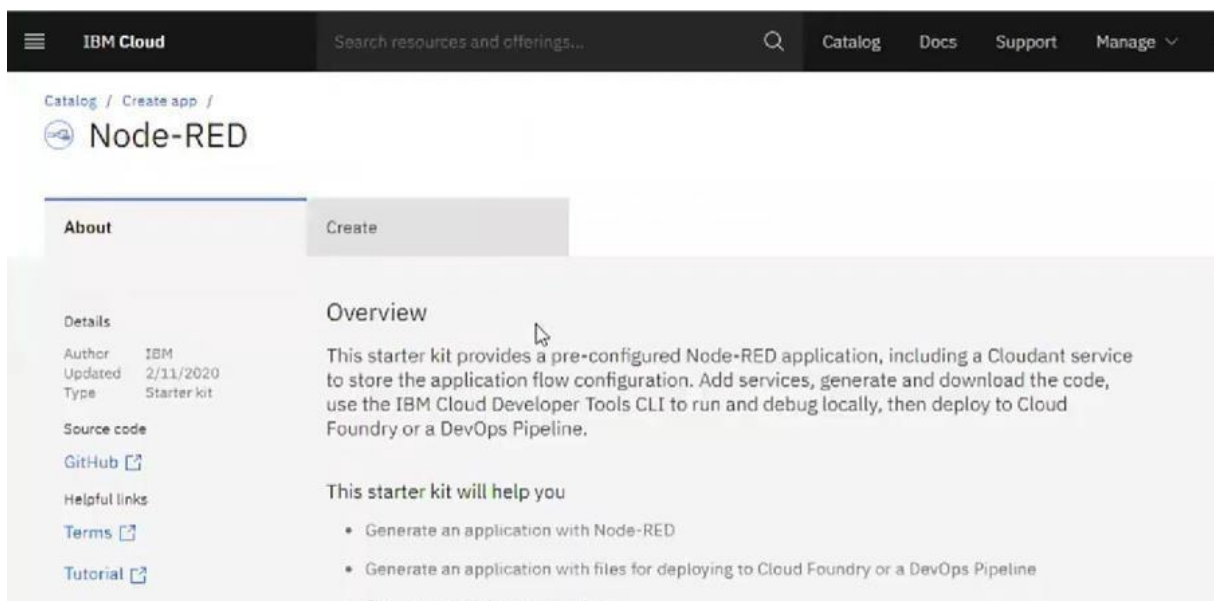 IBM Cloud
Search resources and offerings...
Catalog
Docs
Support
Manage
Catalog / Create app /
Node-RED
About
Create
Details
Author IBM
Updated 2/11/2020
Type Starter kit
Source code
GitHub
Helpful links
Terms
Tutorial
Overview
This starter kit provides a pre-configured Node-RED application, including a Cloudant service
to store the application flow configuration. Add services, generate and download the code,
use the IBM Cloud Developer Tools CLI to run and debug locally, then deploy to Cloud
Foundry or a DevOps Pipeline.
This starter kit will help you
• Generate an application with Node-RED
• Generate an application with files for deploying to Cloud Foundry or a DevOps Pipeline